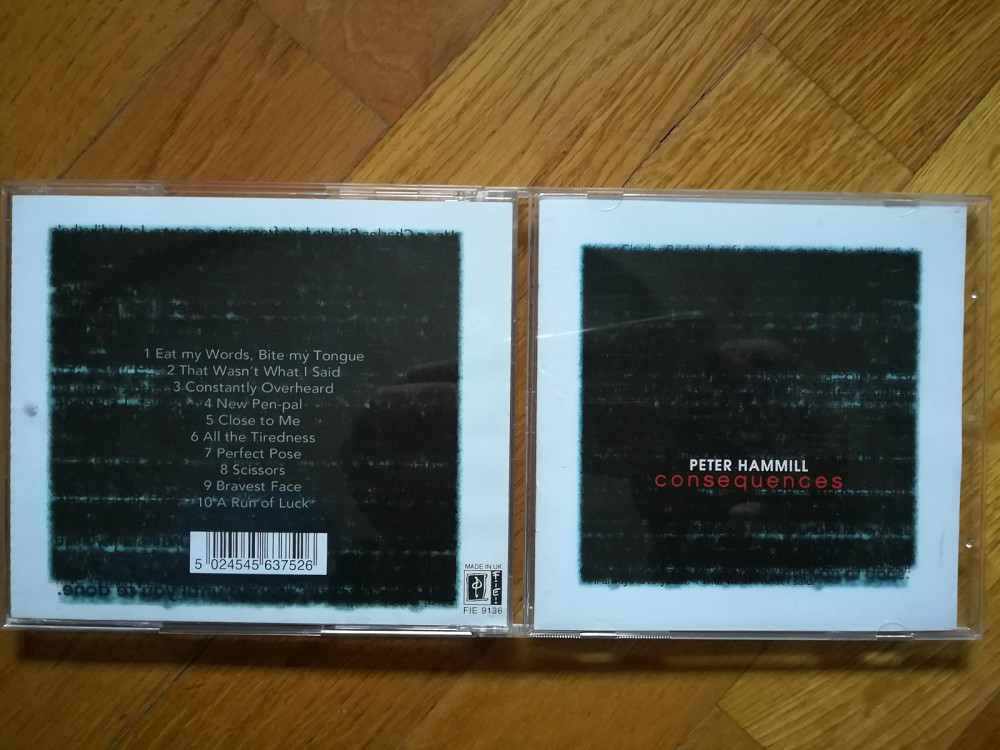 1 Eat my Words, Bite my Tongue
2 That Wasn't What I Said
3 Constantly Overheard
4 New Pen-pal
5 Close to Me
6 All the Tiredness
7 Perfect Pose
8 Scissors
9 Bravest Face
10 A Run of Luck
5 024545 637526
MADE IN UK
FIE!
FIE 9136
PETER HAMMILL
consequences